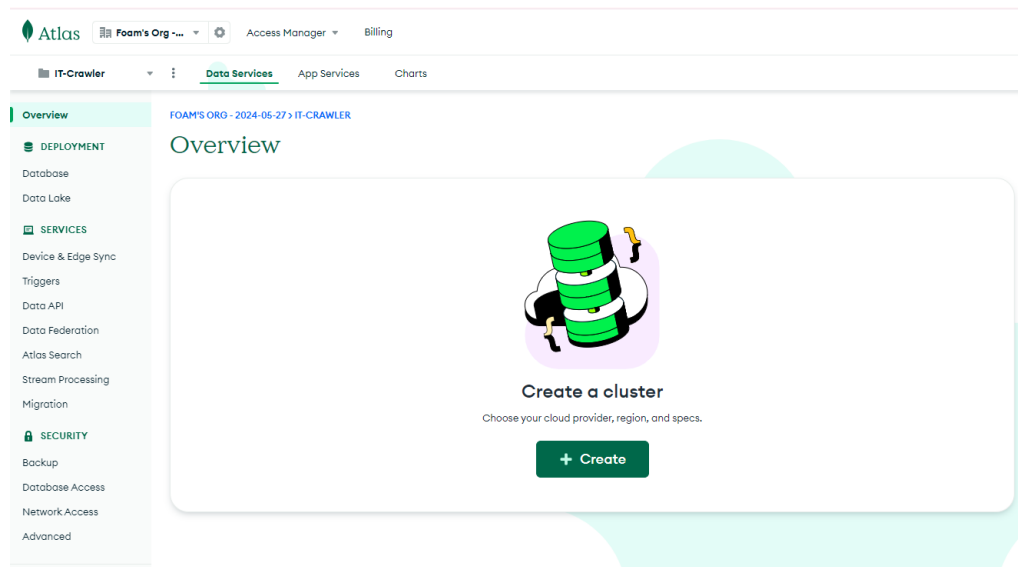 Atlas
Foam's Org -...
Access Manager
Billing
IT-Crawler
Data Services
App Services
Charts
Overview
DEPLOYMENT
Database
Data Lake
SERVICES
Device & Edge Sync
Triggers
Data API
Data Federation
Atlas Search
Stream Processing
Migration
SECURITY
Backup
Database Access
Network Access
Advanced
FOAM'S ORG - 2024-05-27 > IT-CRAWLER
Overview
Create a cluster
Choose your cloud provider, region, and specs.
+ Create